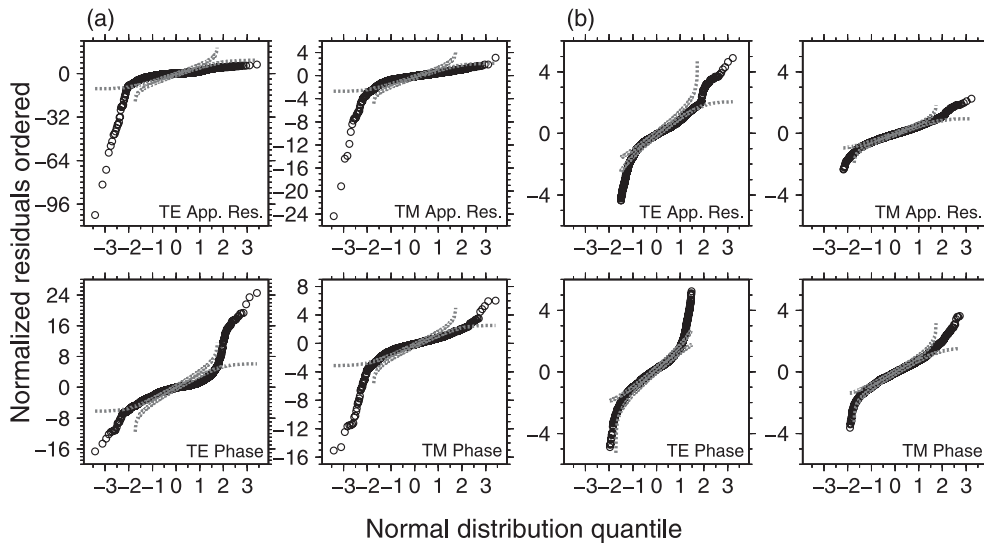 (a) (b)
Normalized residuals ordered
0 −32 −64 −96
TE App. Res.
−3 −2 −1 0 1 2 3
4 0 −4 −8 −12 −16 −20 −24
TM App. Res.
−3 −2 −1 0 1 2 3
4 0 −4
TE App. Res.
−3 −2 −1 0 1 2 3
4 0 −4
TM App. Res.
−3 −2 −1 0 1 2 3
24 16 8 0 −8 −16
TE Phase
−3 −2 −1 0 1 2 3
8 4 0 −4 −8 −12 −16
TM Phase
−3 −2 −1 0 1 2 3
4 0 −4
TE Phase
−3 −2 −1 0 1 2 3
4 0 −4
TM Phase
−3 −2 −1 0 1 2 3
Normal distribution quantile